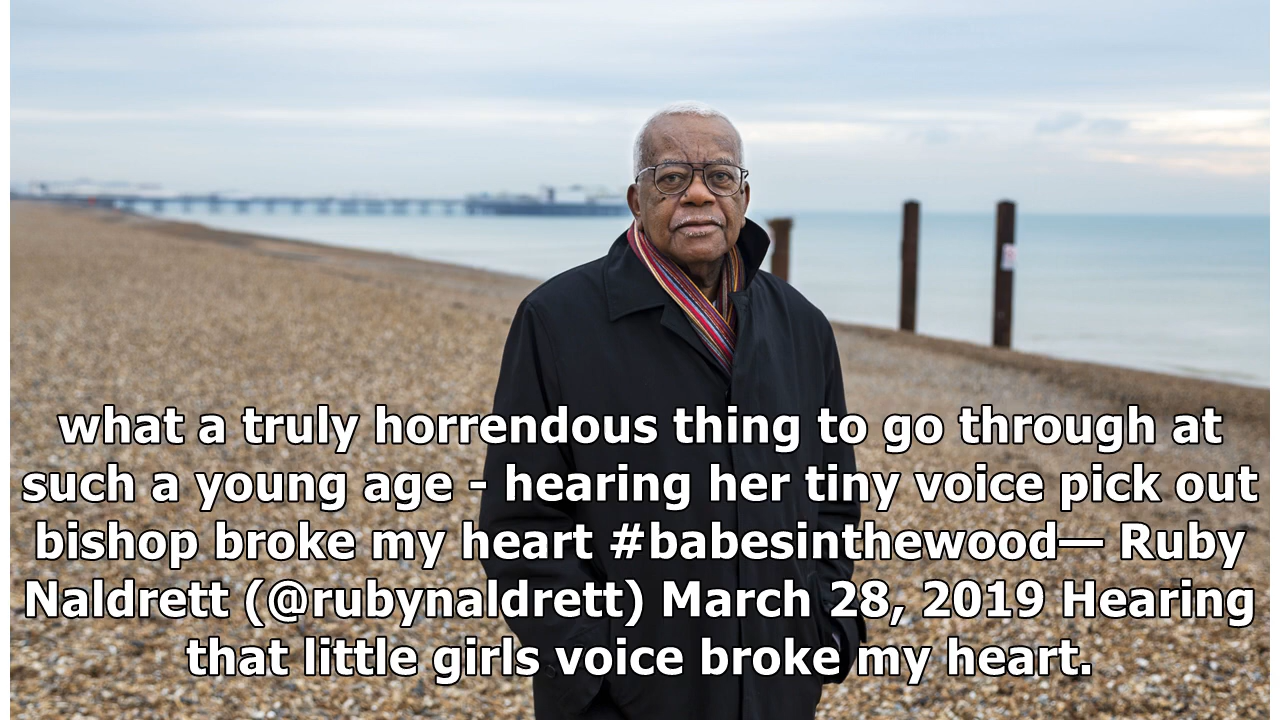 what a truly horrendous thing to go through at
such a young age - hearing her tiny voice pick out
bishop broke my heart #babesinthewood— Ruby
Naldrett (@rubynaldrett) March 28, 2019 Hearing
that little girls voice broke my heart.